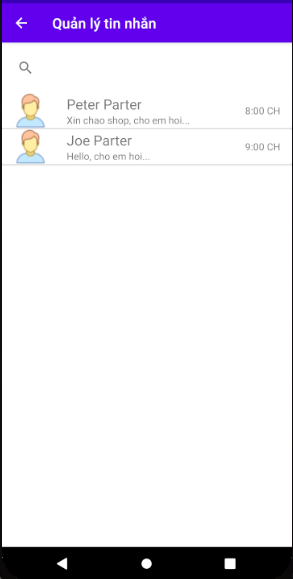 Quản lý tin nhắn
Peter Parter
Xin chao shop, cho em hoi...
8:00 CH
Joe Parter
Hello, cho em hoi...
9:00 CH